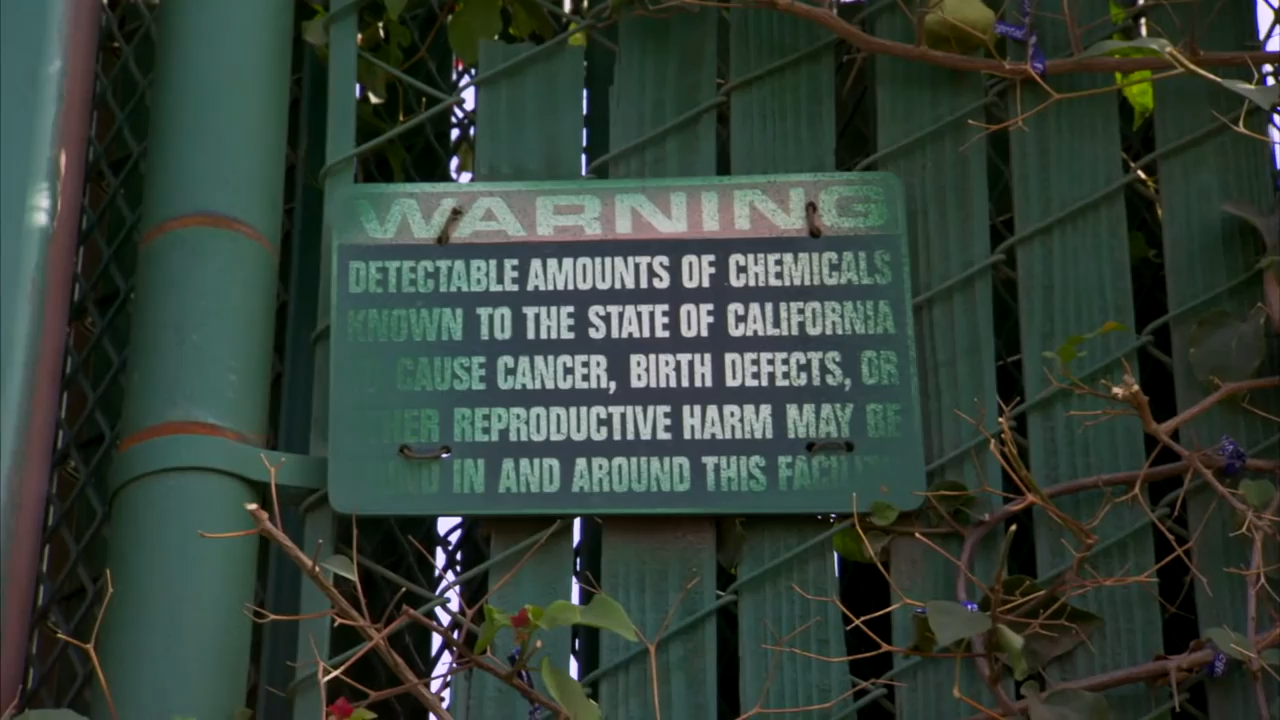 WARNING
DETECTABLE AMOUNTS OF CHEMICALS
KNOWN TO THE STATE OF CALIFORNIA
CAUSE CANCER, BIRTH DEFECTS, OR
REPRODUCTIVE HARM MAY BE
IN AND AROUND THIS